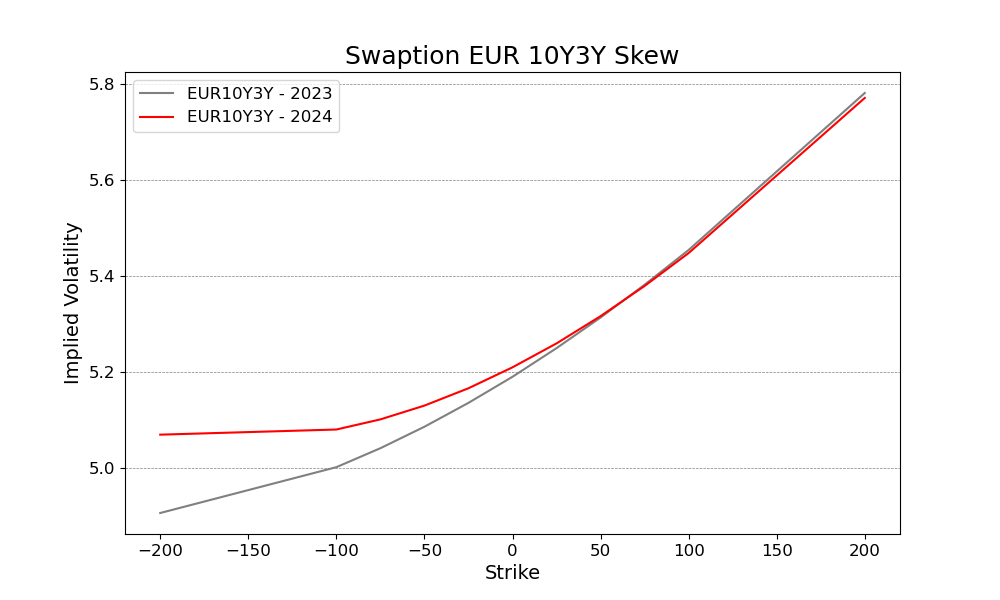 Swaption EUR 10Y3Y Skew
EUR10Y3Y - 2023
EUR10Y3Y - 2024
Implied Volatility
5.8
5.6
5.4
5.2
5.0
−200
−150
−100
−50
0
50
100
150
200
Strike